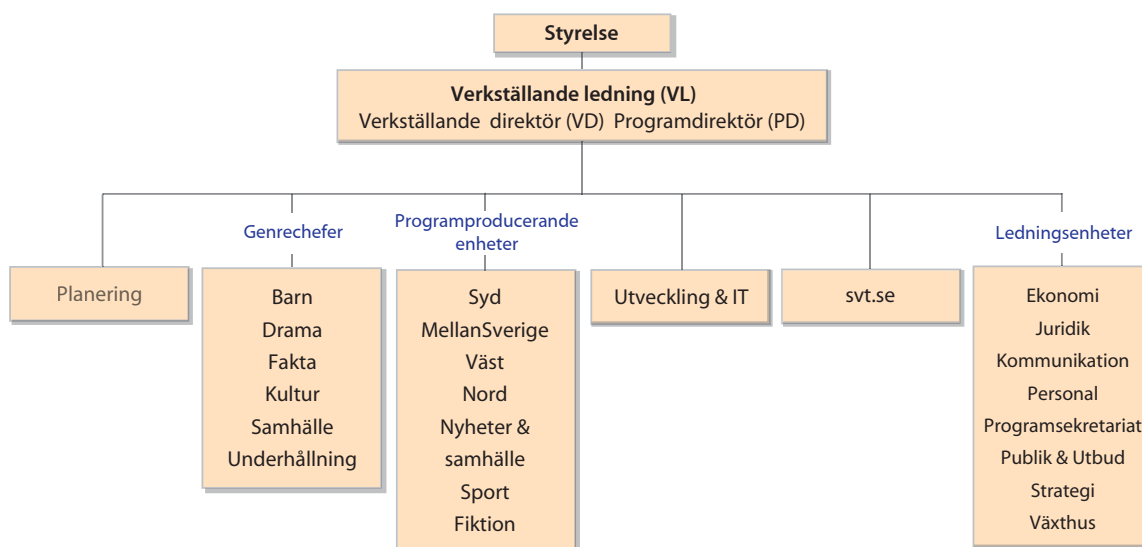 Styrelse
Verkställande ledning (VL)
Verkställande direktör (VD) Programdirektör (PD)
Planering
Genrechefer
Barn
Drama
Fakta
Kultur
Samhälle
Underhållning
Programproducerande
enheter
Syd
MellanSverige
Väst
Nord
Nyheter &
samhälle
Sport
Fiktion
Utveckling & IT
svt.se
Ledningsenheter
Ekonomi
Juridik
Kommunikation
Personal
Programsekretariat
Publik & Utbud
Strategi
Växthus